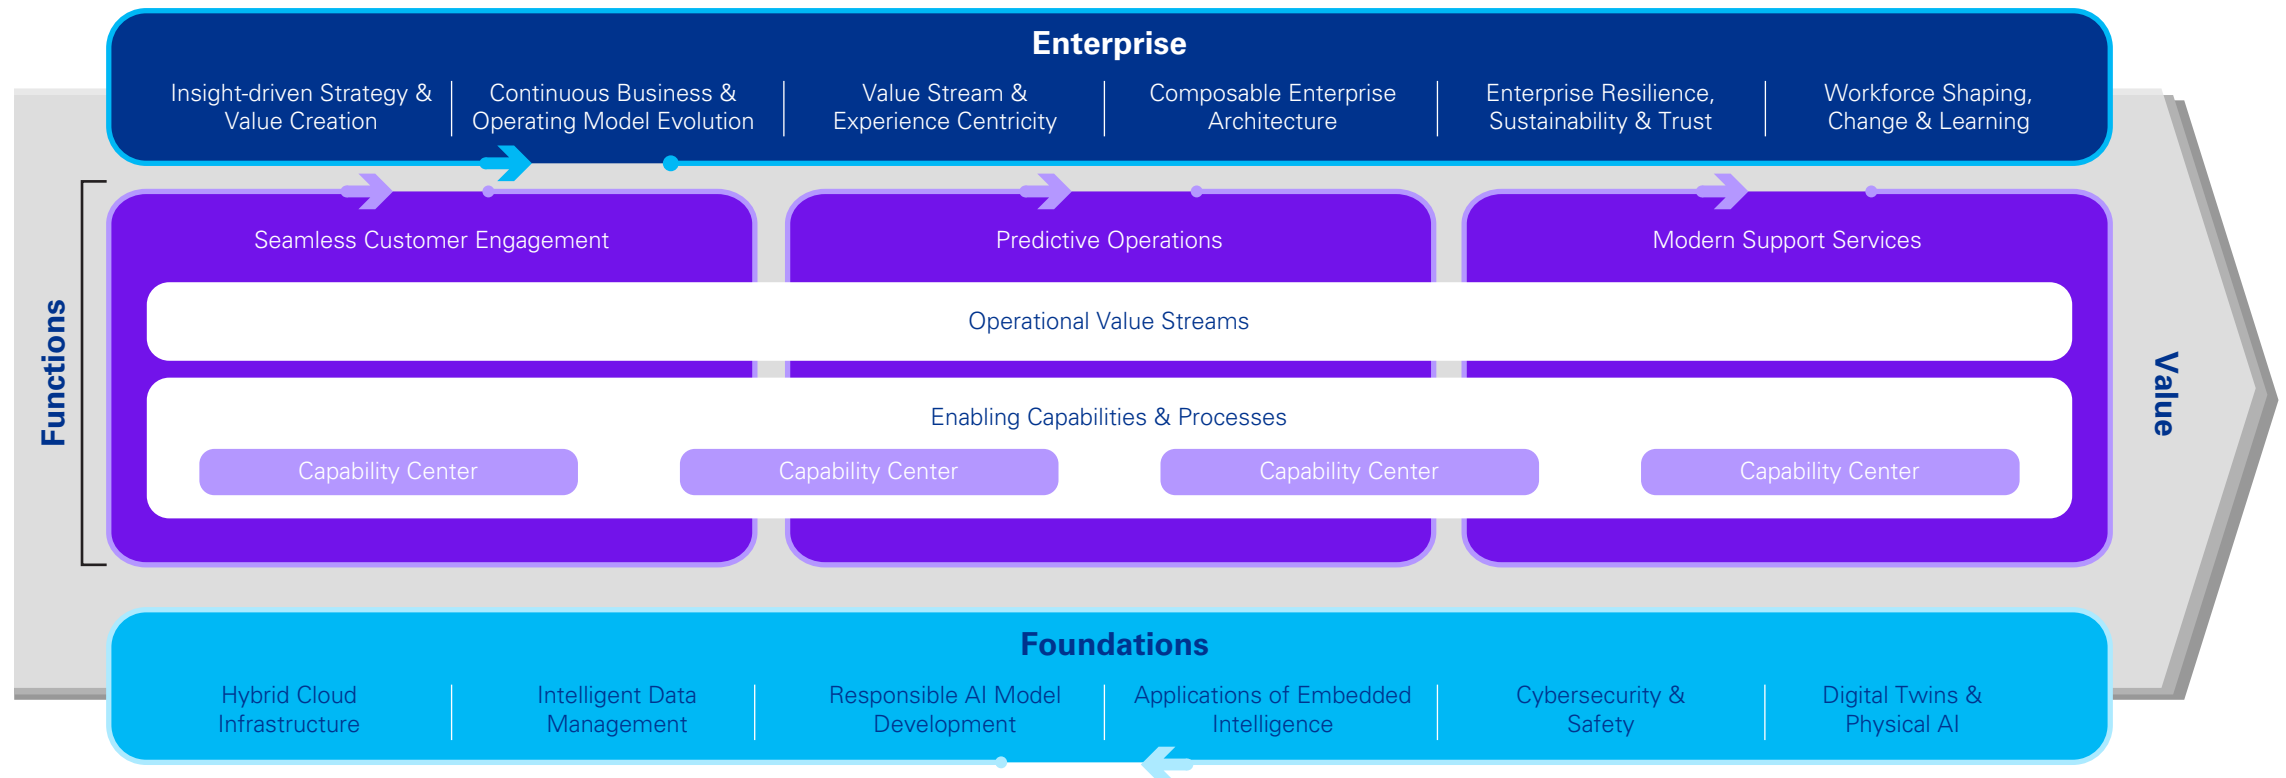 Enterprise
Insight-driven Strategy &
Value Creation
Continuous Business &
Operating Model Evolution
Value Stream &
Experience Centricity
Composable Enterprise
Architecture
Enterprise Resilience,
Sustainability & Trust
Workforce Shaping,
Change & Learning
Functions
Seamless Customer Engagement
Predictive Operations
Modern Support Services
Operational Value Streams
Enabling Capabilities & Processes
Capability Center
Capability Center
Capability Center
Capability Center
Value
Foundations
Hybrid Cloud
Infrastructure
Intelligent Data
Management
Responsible AI Model
Development
Applications of Embedded
Intelligence
Cybersecurity &
Safety
Digital Twins &
Physical AI